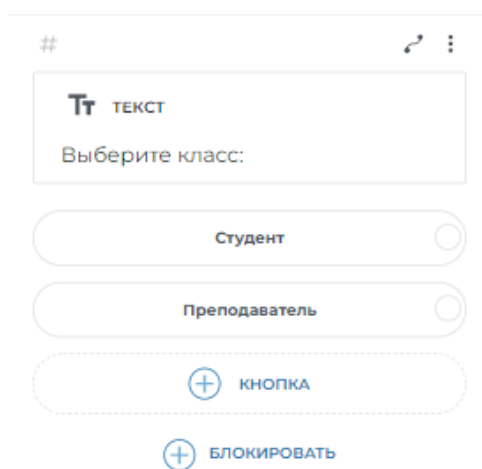 #
Тт ТЕКСТ
Выберите класс:
Студент
Преподаватель
КНОПКА
БЛОКИРОВАТЬ